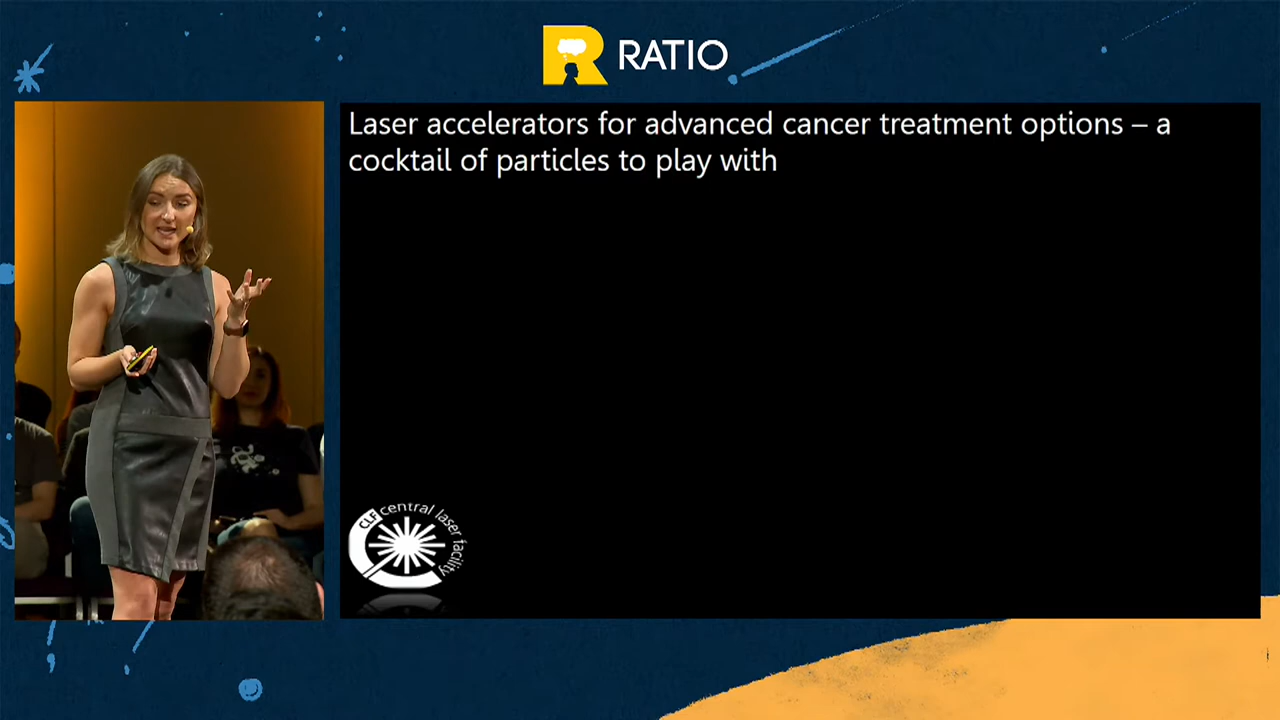 RATIO
Laser accelerators for advanced cancer treatment options – a
cocktail of particles to play with
CLF central laser facility